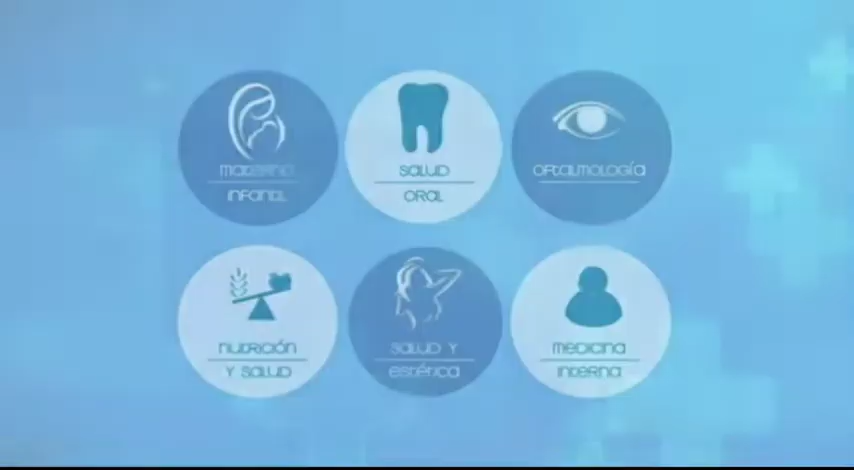 MATERNO
INFANTIL
SALUD
ORAL
OFTALMOLOGÍA
NUTRICIÓN
Y SALUD
SALUD Y
ESTÉTICA
MEDICINA
INTERNA